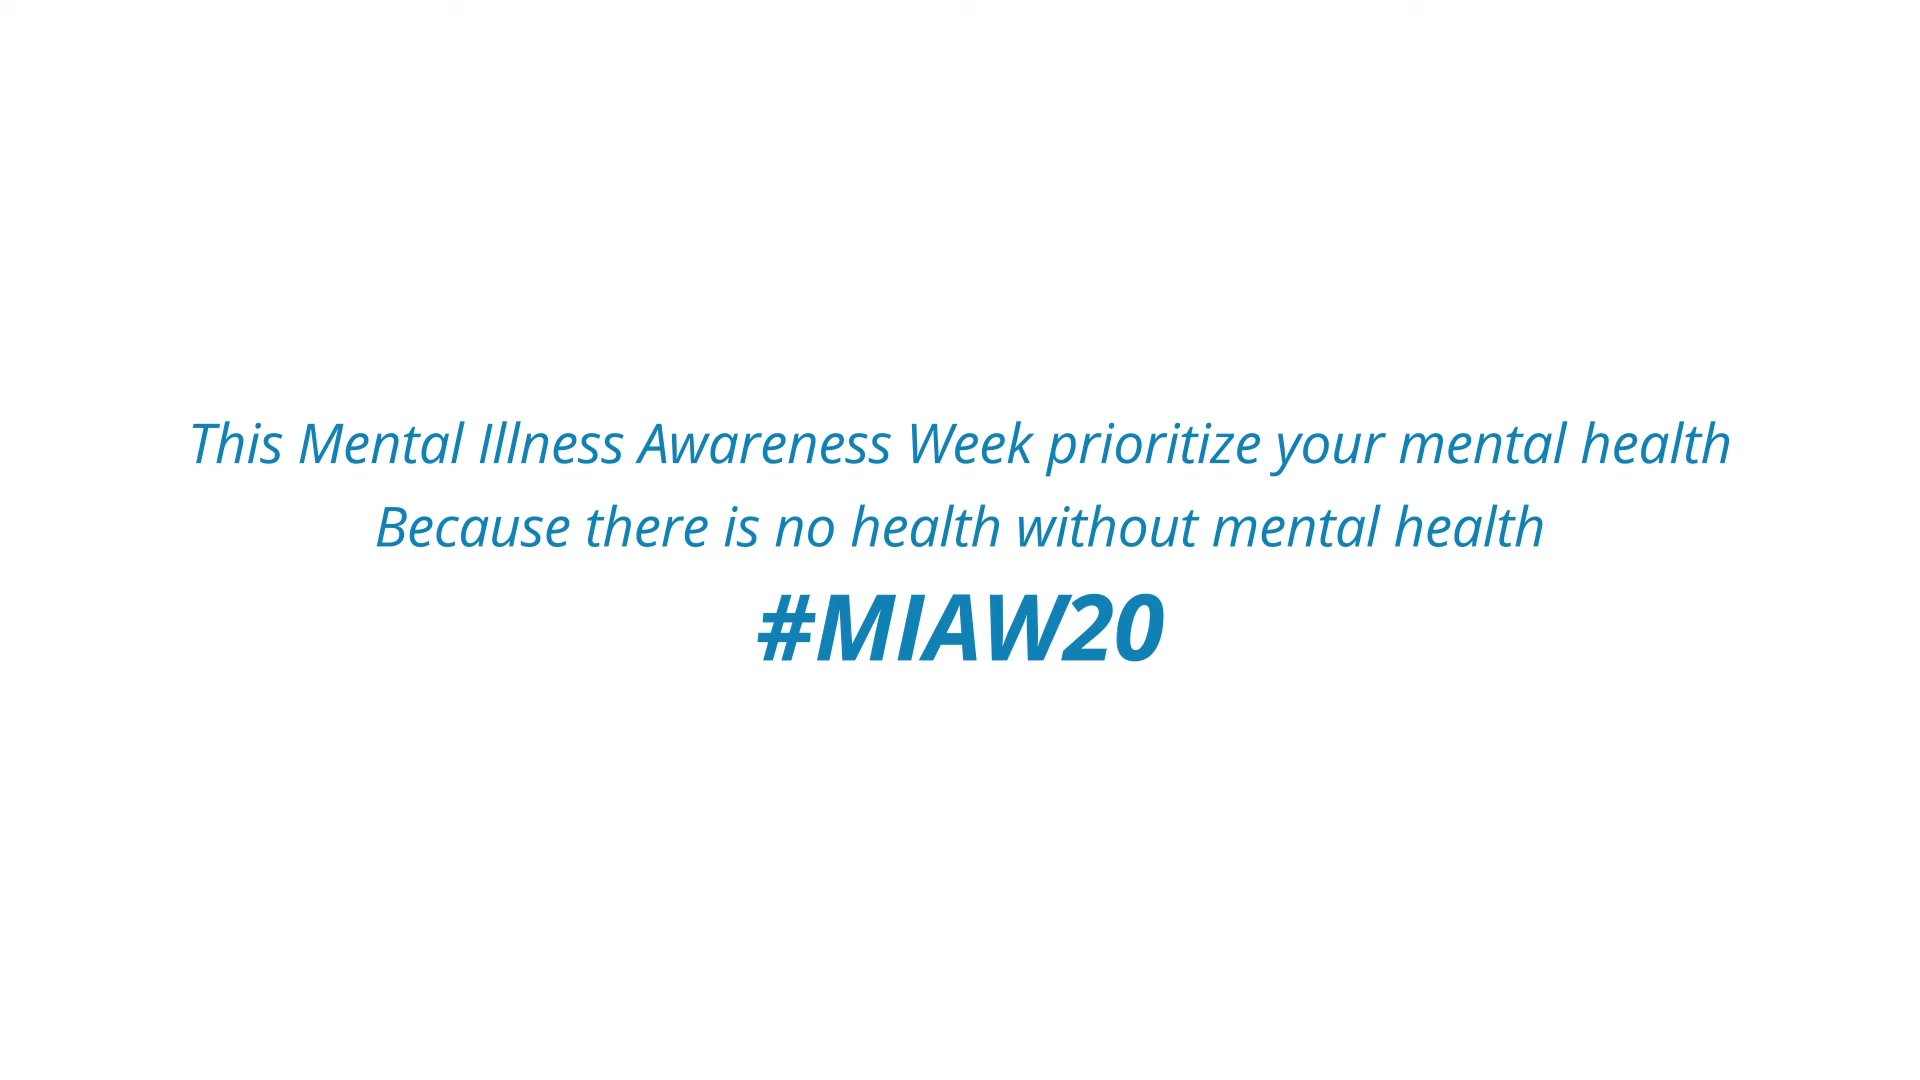 This Mental Illness Awareness Week prioritize your mental health
Because there is no health without mental health
#MIAW20